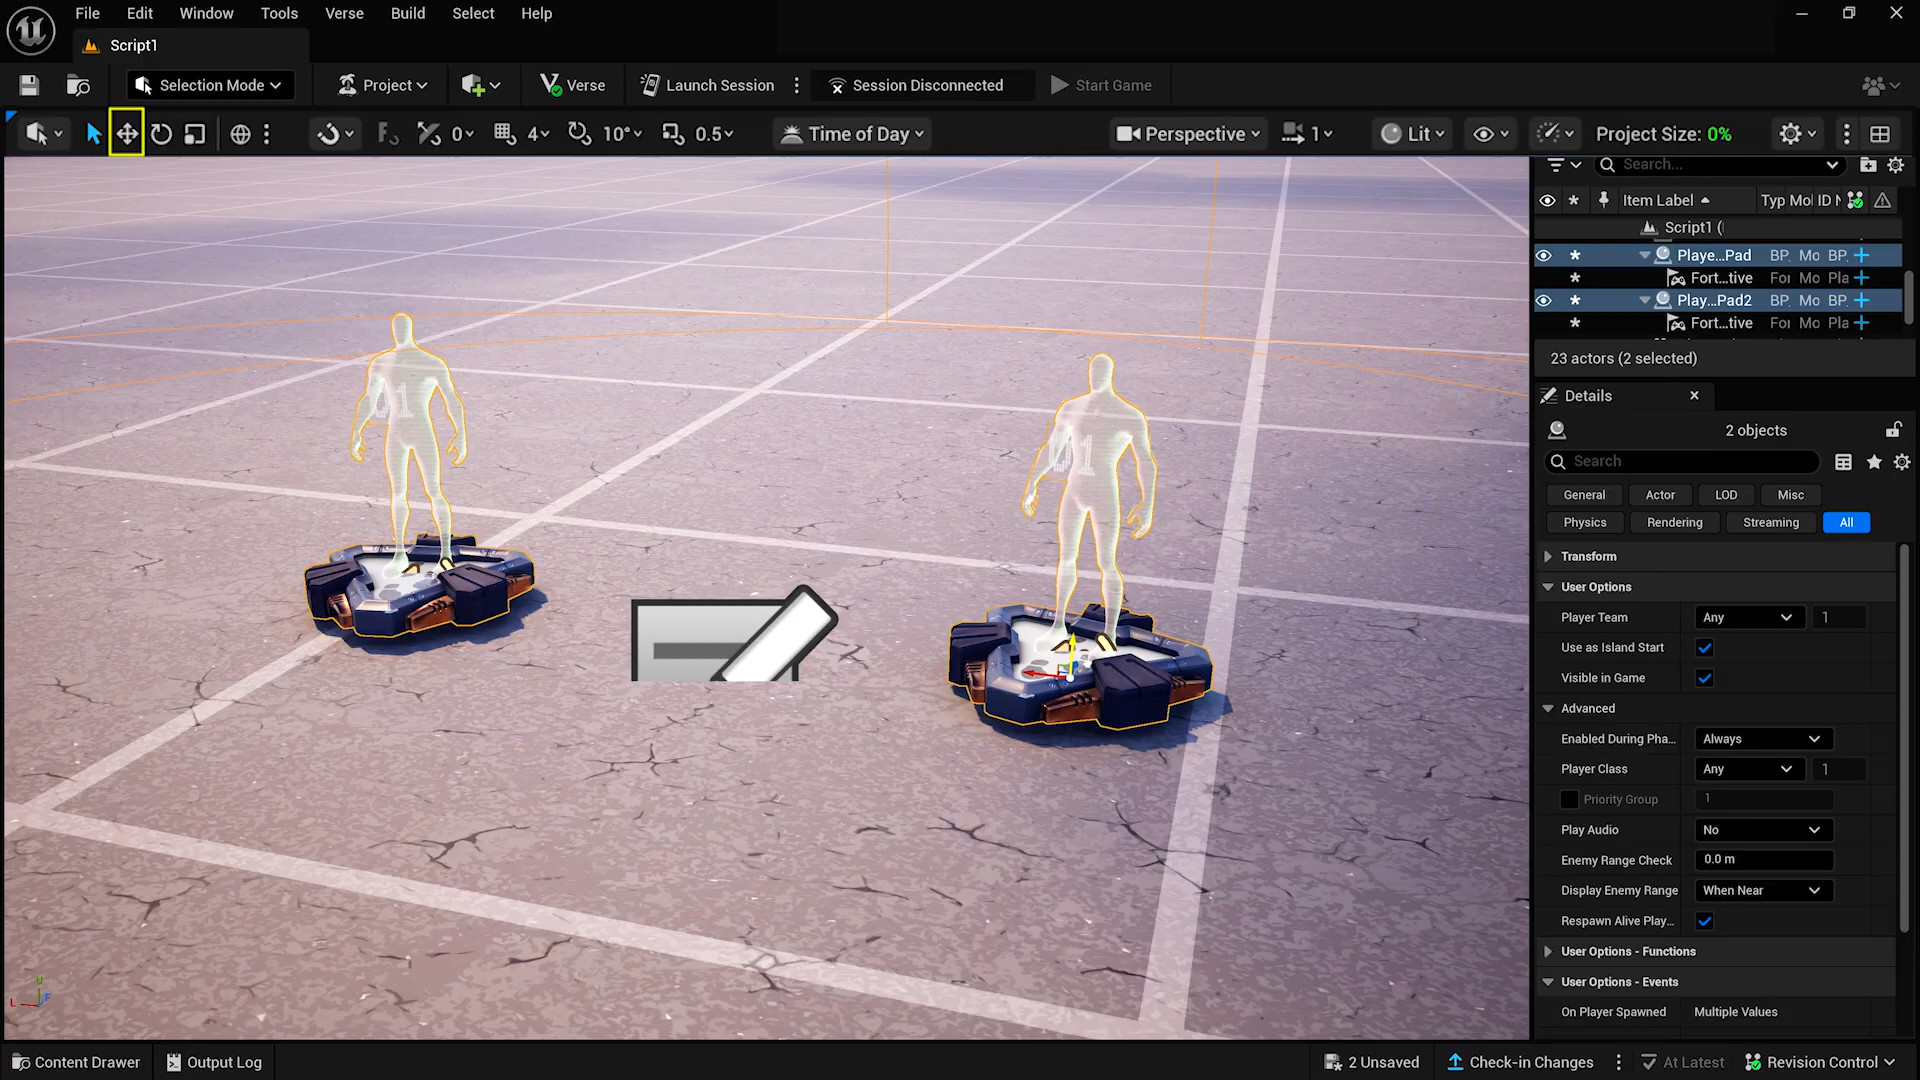 File Edit Window Tools Verse Build Select Help
Script1
Selection Mode Project Verse Launch Session Session Disconnected Start Game
0 4 10° 0.5 Time of Day Perspective 1 Lit Project Size: 0%
Search...
Item Label Typ Mol ID N
Script1 (
Playe...Pad BP. Mo BP.
Fort...tive For Mo Pla
Play...Pad2 BP. Mo BP.
Fort...tive For Mo Pla
23 actors (2 selected)
Details
2 objects
Search
General Actor LOD Misc
Physics Rendering Streaming All
Transform
User Options
Player Team Any 1
Use as Island Start
Visible in Game
Advanced
Enabled During Pha... Always
Player Class Any 1
Priority Group 1
Play Audio No
Enemy Range Check 0.0 m
Display Enemy Range When Near
Respawn Alive Play...
User Options - Functions
User Options - Events
On Player Spawned Multiple Values
Content Drawer Output Log 2 Unsaved Check-in Changes At Latest Revision Control